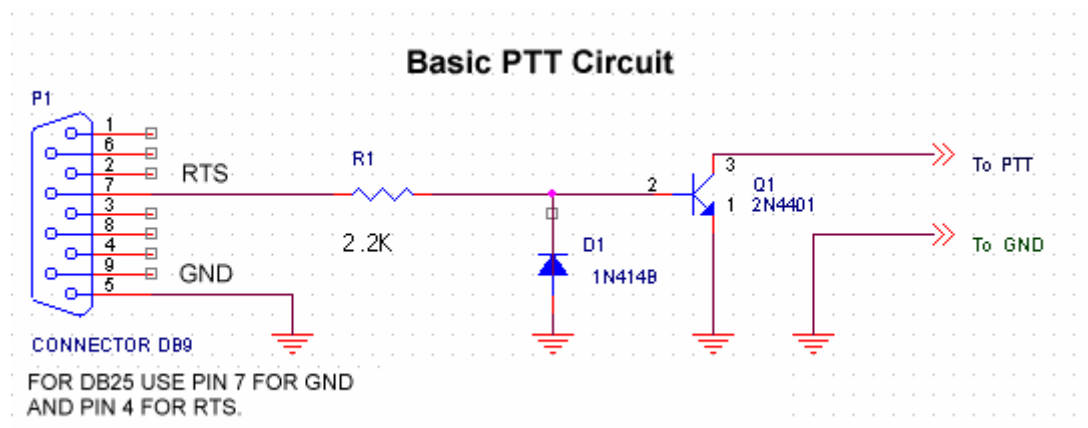 Basic PTT Circuit
P1
1
6
2
7
3
8
4
9
5
RTS
GND
R1
2.2K
2
3
1
Q1
2N4401
D1
1N414B
To PTT
To GND
CONNECTOR DB9
FOR DB25 USE PIN 7 FOR GND
AND PIN 4 FOR RTS.